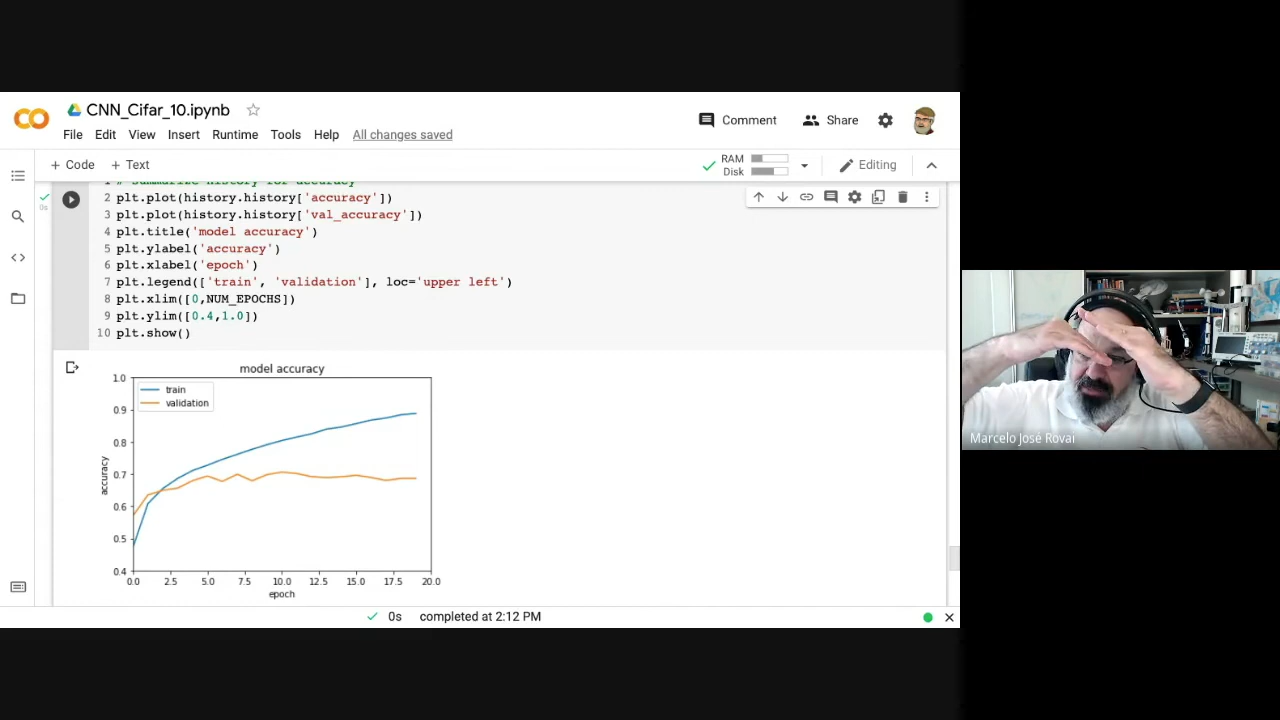 CNN_Cifar_10.ipynb
File Edit View Insert Runtime Tools Help All changes saved
Comment Share
+ Code + Text
RAM
Disk
Editing
1 # summarize history for accuracy
2 plt.plot(history.history['accuracy'])
3 plt.plot(history.history['val_accuracy'])
4 plt.title('model accuracy')
5 plt.ylabel('accuracy')
6 plt.xlabel('epoch')
7 plt.legend(['train', 'validation'], loc='upper left')
8 plt.xlim([0,NUM_EPOCHS])
9 plt.ylim([0.4,1.0])
10 plt.show()
0s
model accuracy
train
validation
1.0
0.9
0.8
0.7
0.6
0.5
0.4
accuracy
0.0 2.5 5.0 7.5 10.0 12.5 15.0 17.5 20.0
epoch
0s completed at 2:12 PM
Marcelo José Rovai